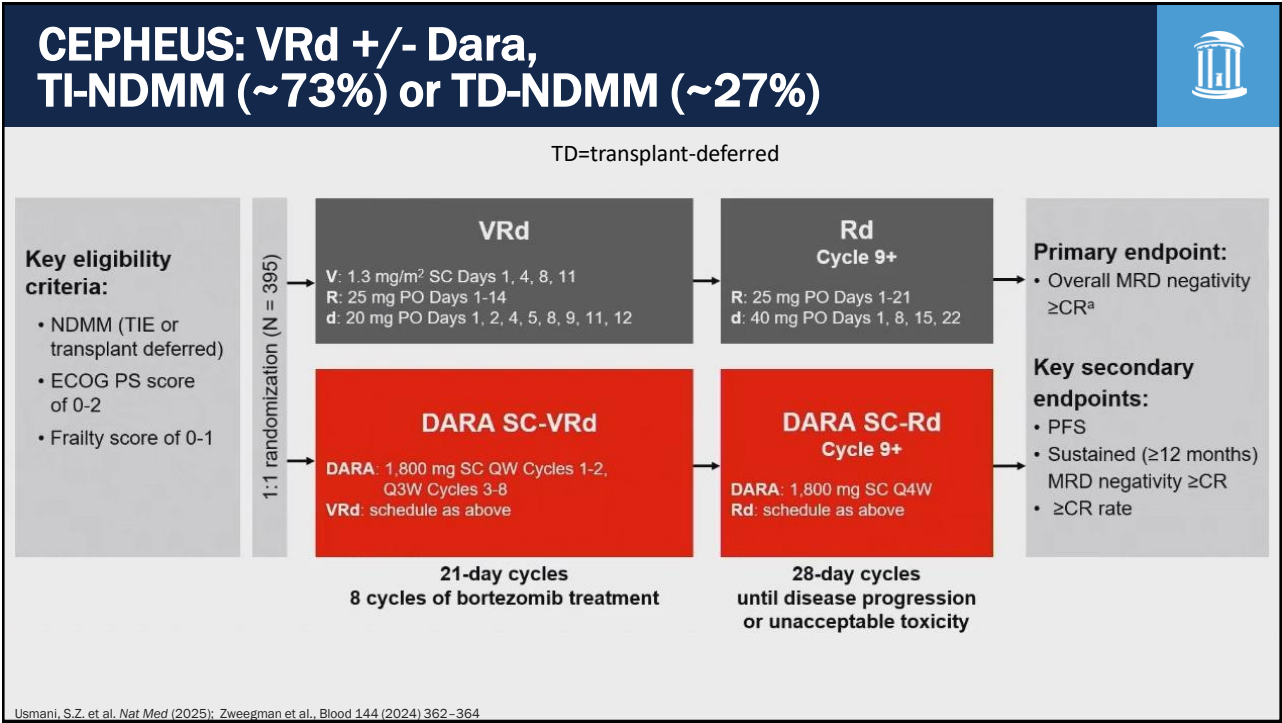 CEPHEUS: VRd +/- Dara,
TI-NDMM (~73%) or TD-NDMM (~27%)
TD=transplant-deferred
Key eligibility
criteria:
• NDMM (TIE or
transplant deferred)
• ECOG PS score
of 0-2
• Frailty score of 0-1
1:1 randomization (N = 395)
VRd
V: 1.3 mg/m² SC Days 1, 4, 8, 11
R: 25 mg PO Days 1-14
d: 20 mg PO Days 1, 2, 4, 5, 8, 9, 11, 12
Rd
Cycle 9+
R: 25 mg PO Days 1-21
d: 40 mg PO Days 1, 8, 15, 22
DARA SC-VRd
DARA: 1,800 mg SC QW Cycles 1-2,
Q3W Cycles 3-8
VRd: schedule as above
DARA SC-Rd
Cycle 9+
DARA: 1,800 mg SC Q4W
Rd: schedule as above
21-day cycles
8 cycles of bortezomib treatment
28-day cycles
until disease progression
or unacceptable toxicity
Primary endpoint:
• Overall MRD negativity
≥CRᵃ
Key secondary
endpoints:
• PFS
• Sustained (≥12 months)
MRD negativity ≥CR
• ≥CR rate
Usmani, S.Z. et al. Nat Med (2025); Zweegman et al., Blood 144 (2024) 362–364